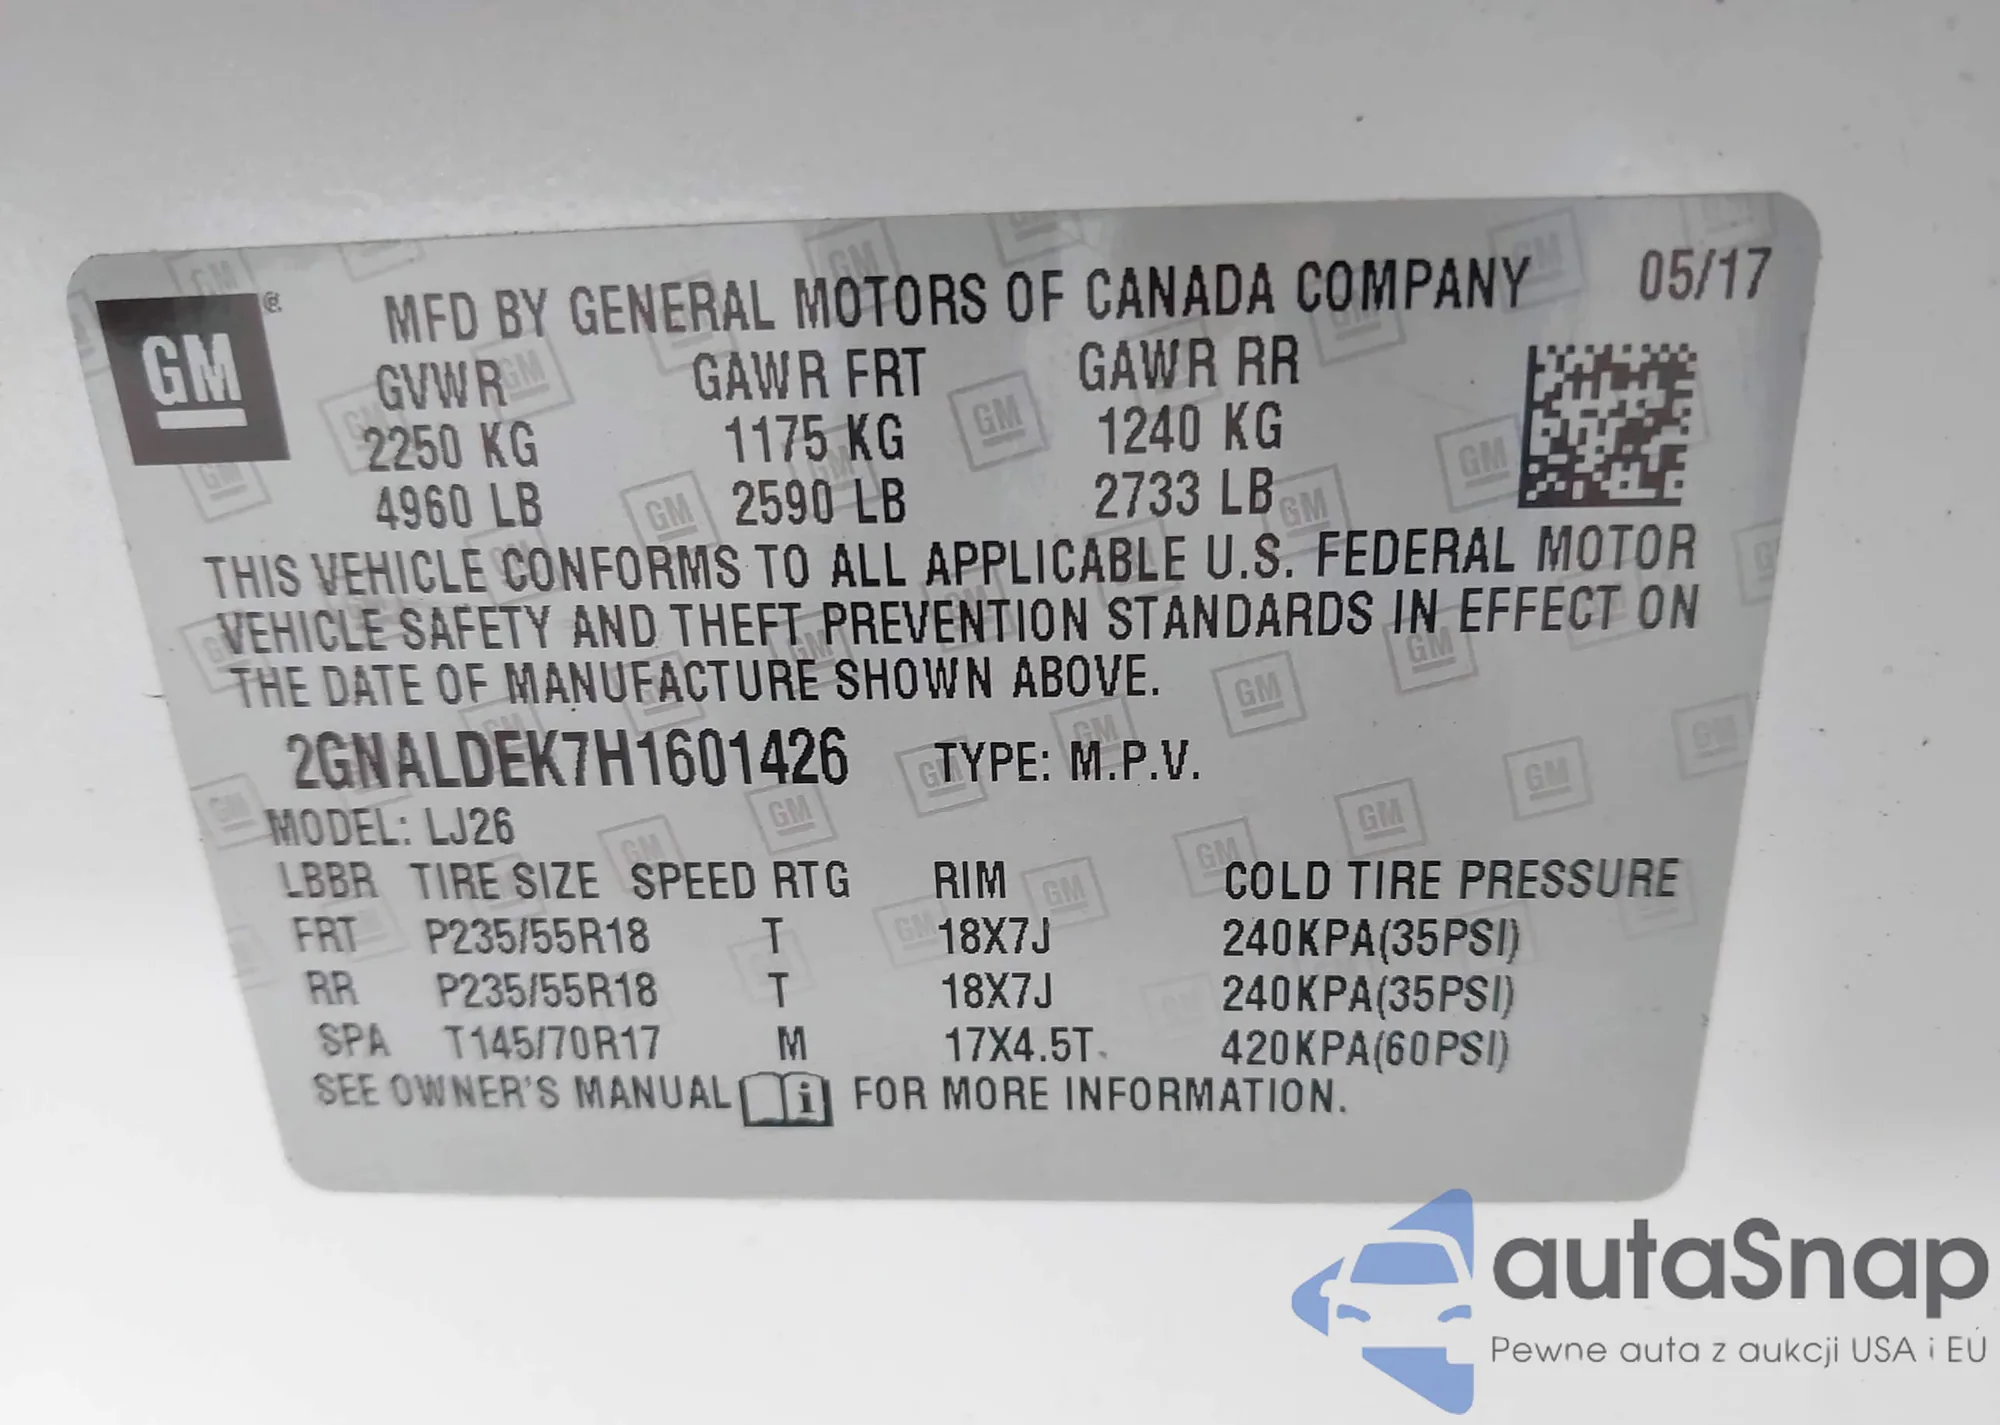 GM ®
MFD BY GENERAL MOTORS OF CANADA COMPANY 05/17
GVWR GAWR FRT GAWR RR
2250 KG 1175 KG 1240 KG
4960 LB 2590 LB 2733 LB
THIS VEHICLE CONFORMS TO ALL APPLICABLE U.S. FEDERAL MOTOR
VEHICLE SAFETY AND THEFT PREVENTION STANDARDS IN EFFECT ON
THE DATE OF MANUFACTURE SHOWN ABOVE.
2GNALDEK7H1601426 TYPE: M.P.V.
MODEL: LJ26
LBBR TIRE SIZE SPEED RTG RIM COLD TIRE PRESSURE
FRT P235/55R18 T 18X7J 240KPA(35PSI)
RR P235/55R18 T 18X7J 240KPA(35PSI)
SPA T145/70R17 M 17X4.5T 420KPA(60PSI)
SEE OWNER'S MANUAL i FOR MORE INFORMATION.
autaSnap
Pewne auta z aukcji USA i EU